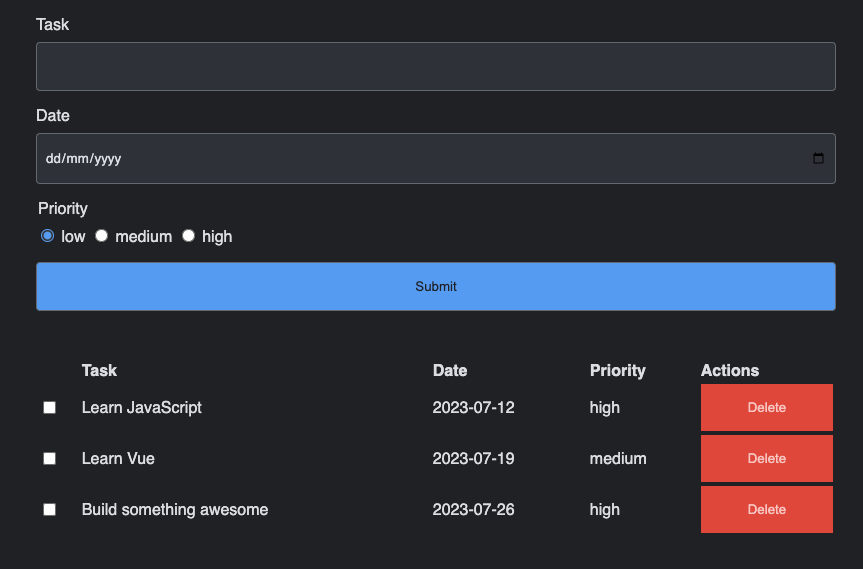 Task
Date
dd/mm/yyyy
Priority
low medium high
Submit
Task Date Priority Actions
Learn JavaScript 2023-07-12 high Delete
Learn Vue 2023-07-19 medium Delete
Build something awesome 2023-07-26 high Delete